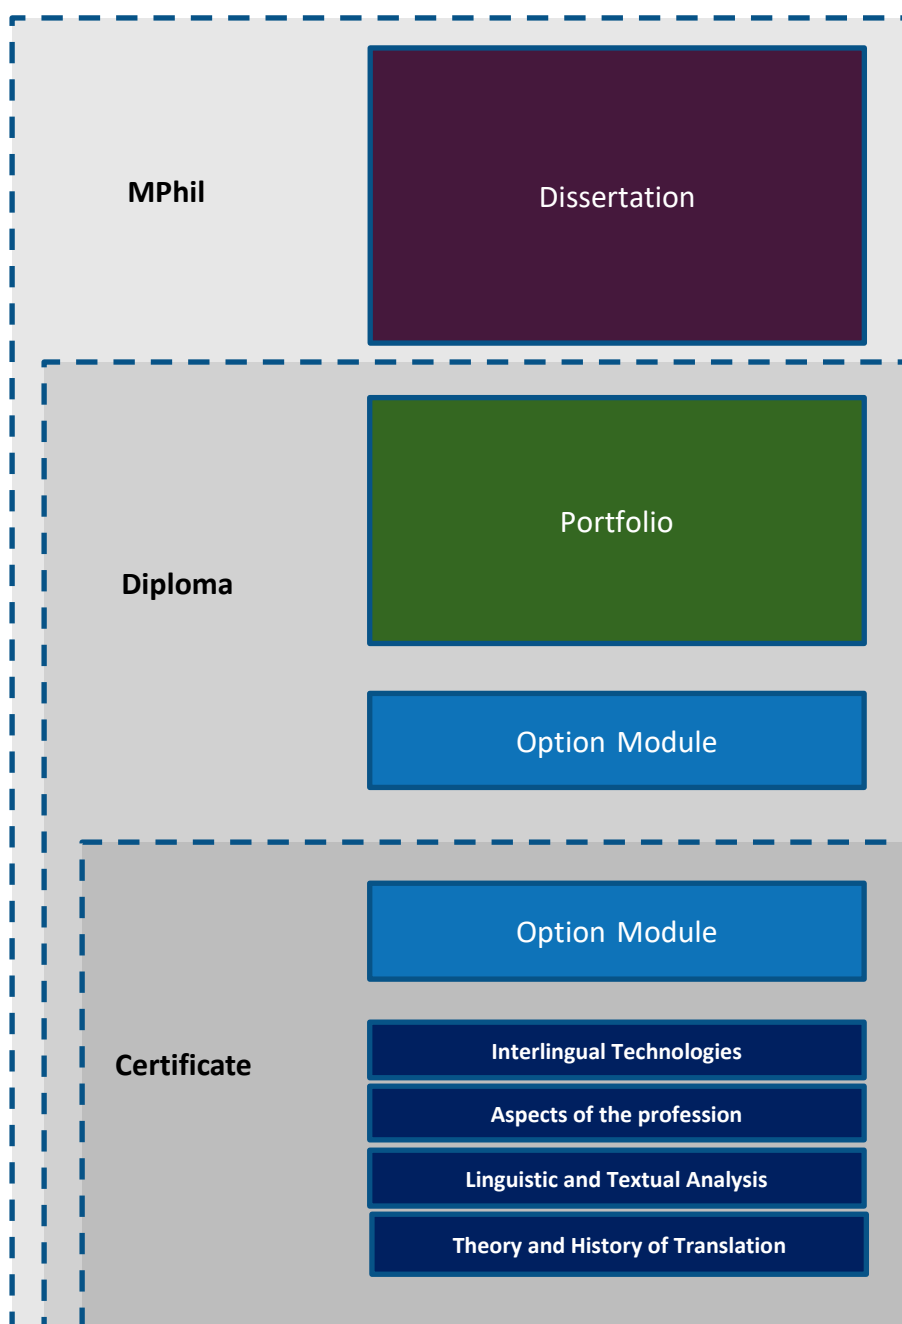 MPhil
Dissertation
Diploma
Portfolio
Option Module
Certificate
Option Module
Interlingual Technologies
Aspects of the profession
Linguistic and Textual Analysis
Theory and History of Translation